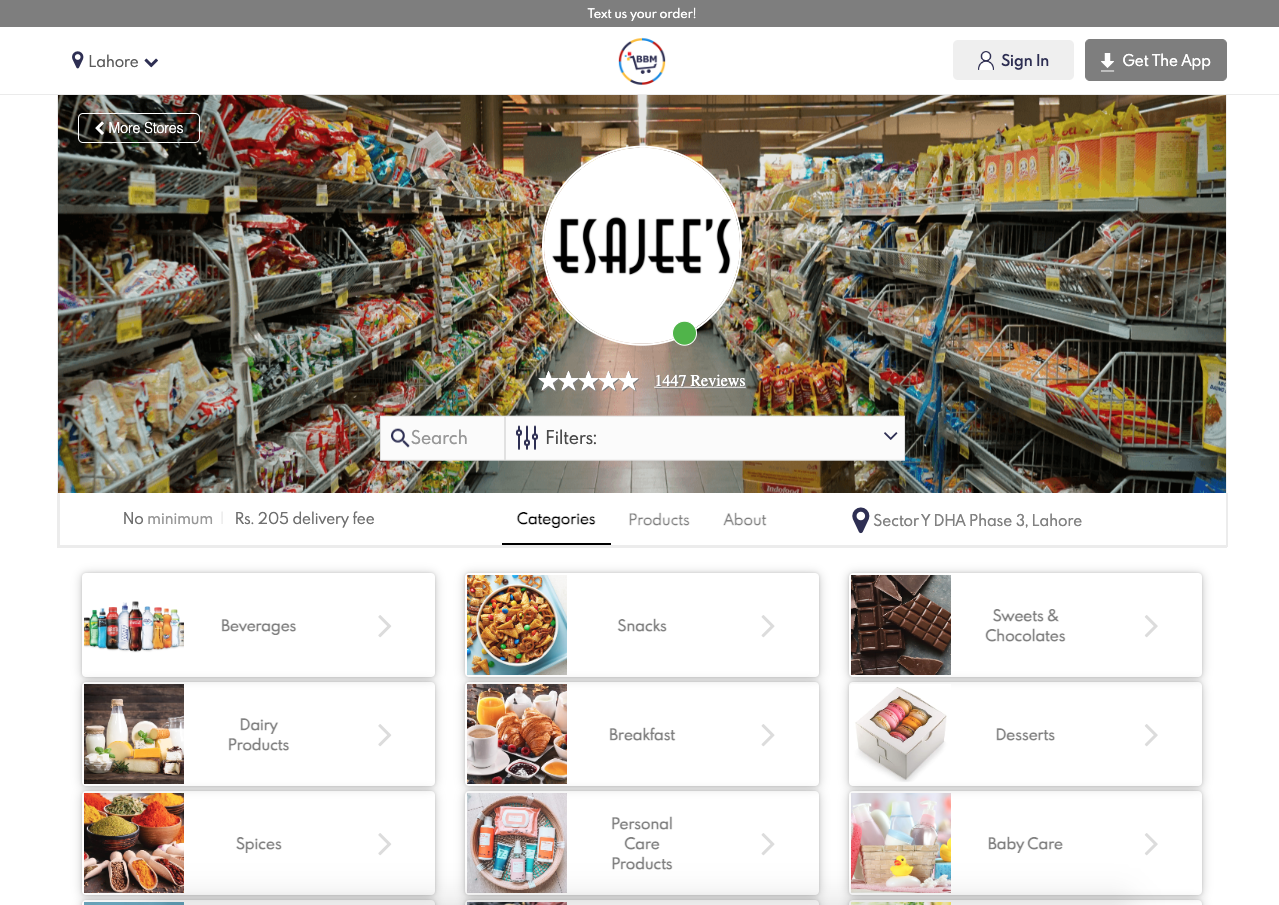 Text us your order!
Lahore
BBM
Sign In
Get The App
More Stores
ESAJEE'S
1447 Reviews
Search
Filters:
Indofood
No minimum
Rs. 205 delivery fee
Categories
Products
About
Sector Y DHA Phase 3, Lahore
Beverages
Snacks
Sweets &
Chocolates
Dairy
Products
Breakfast
Desserts
Spices
Personal
Care
Products
Baby Care